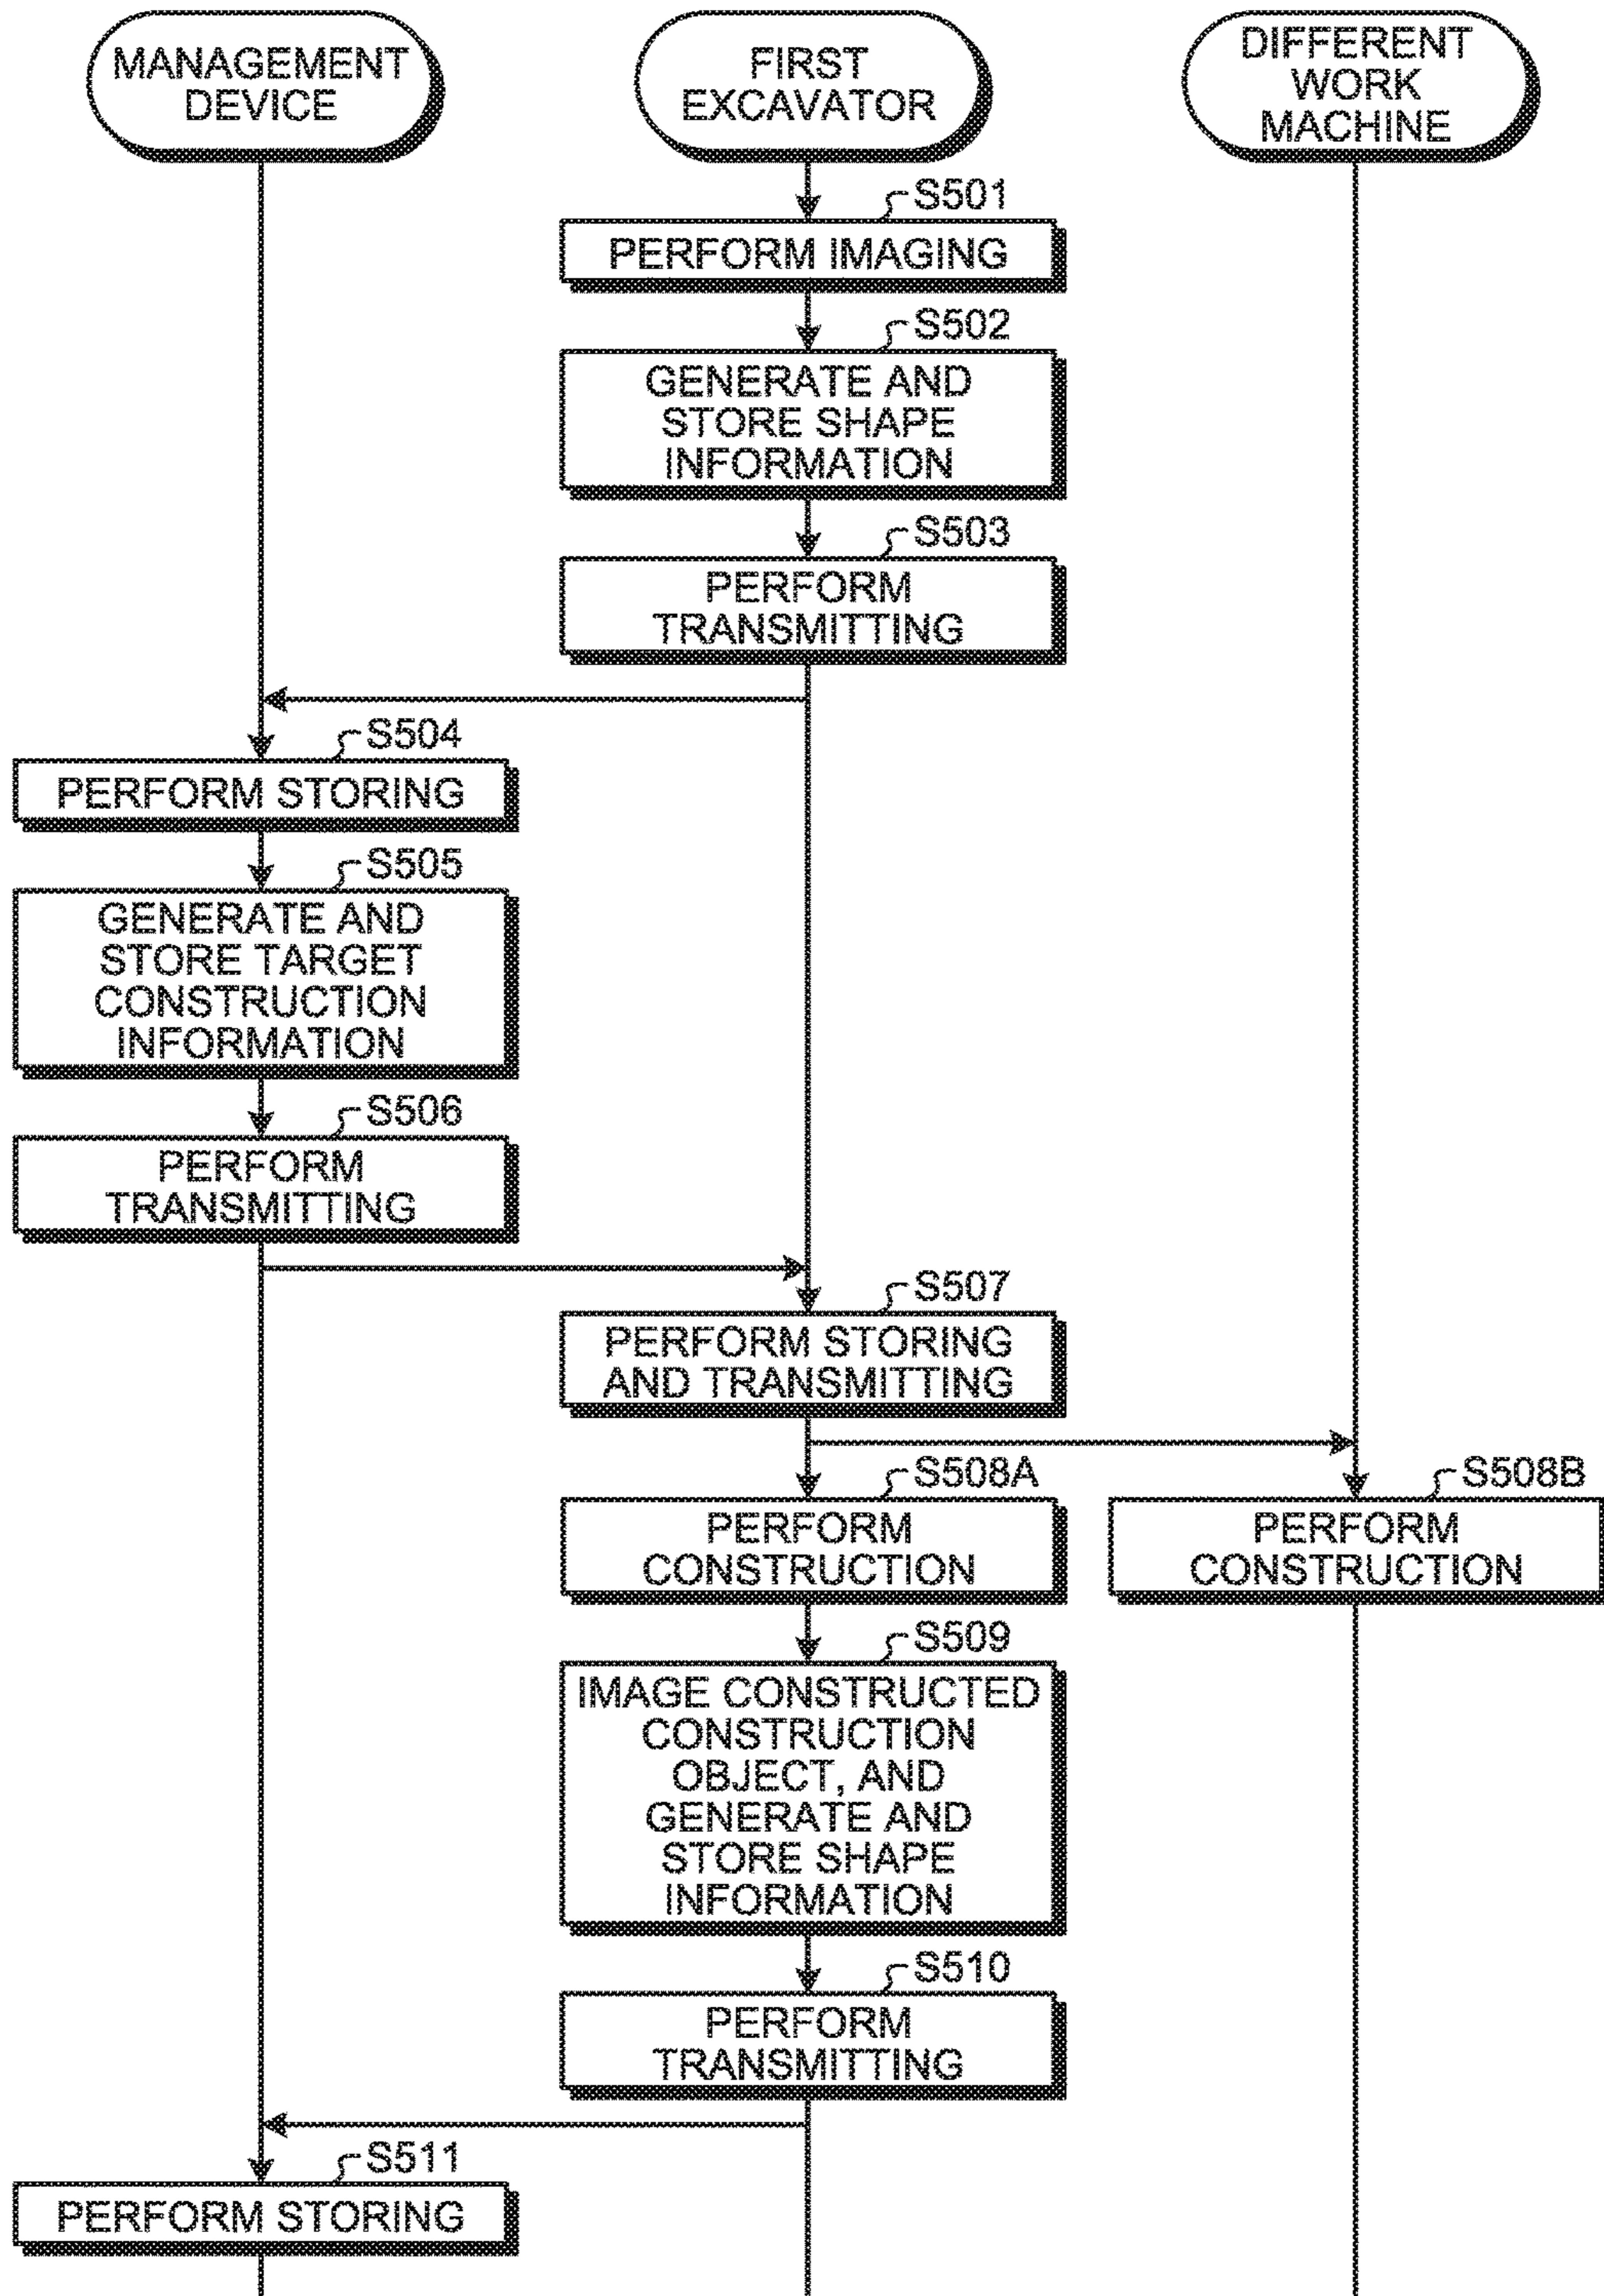 MANAGEMENT
DEVICE
FIRST
EXCAVATOR
DIFFERENT
WORK
MACHINE
S501
PERFORM IMAGING
S502
GENERATE AND
STORE SHAPE
INFORMATION
S503
PERFORM
TRANSMITTING
S504
PERFORM STORING
S505
GENERATE AND
STORE TARGET
CONSTRUCTION
INFORMATION
S506
PERFORM
TRANSMITTING
S507
PERFORM STORING
AND TRANSMITTING
S508A
PERFORM
CONSTRUCTION
S508B
PERFORM
CONSTRUCTION
S509
IMAGE CONSTRUCTED
CONSTRUCTION
OBJECT, AND
GENERATE AND
STORE SHAPE
INFORMATION
S510
PERFORM
TRANSMITTING
S511
PERFORM STORING